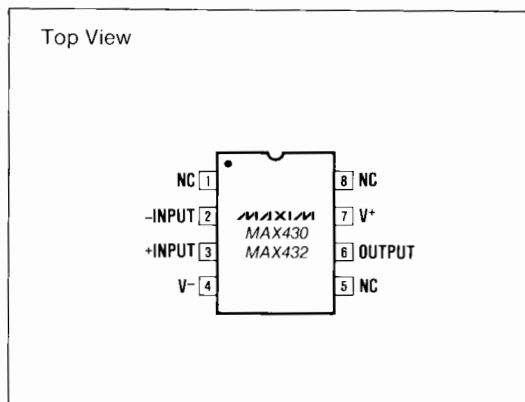 Top View
NC 1
-INPUT 2
+INPUT 3
V- 4
MAXIM
MAX430
MAX432
8 NC
7 V+
6 OUTPUT
5 NC